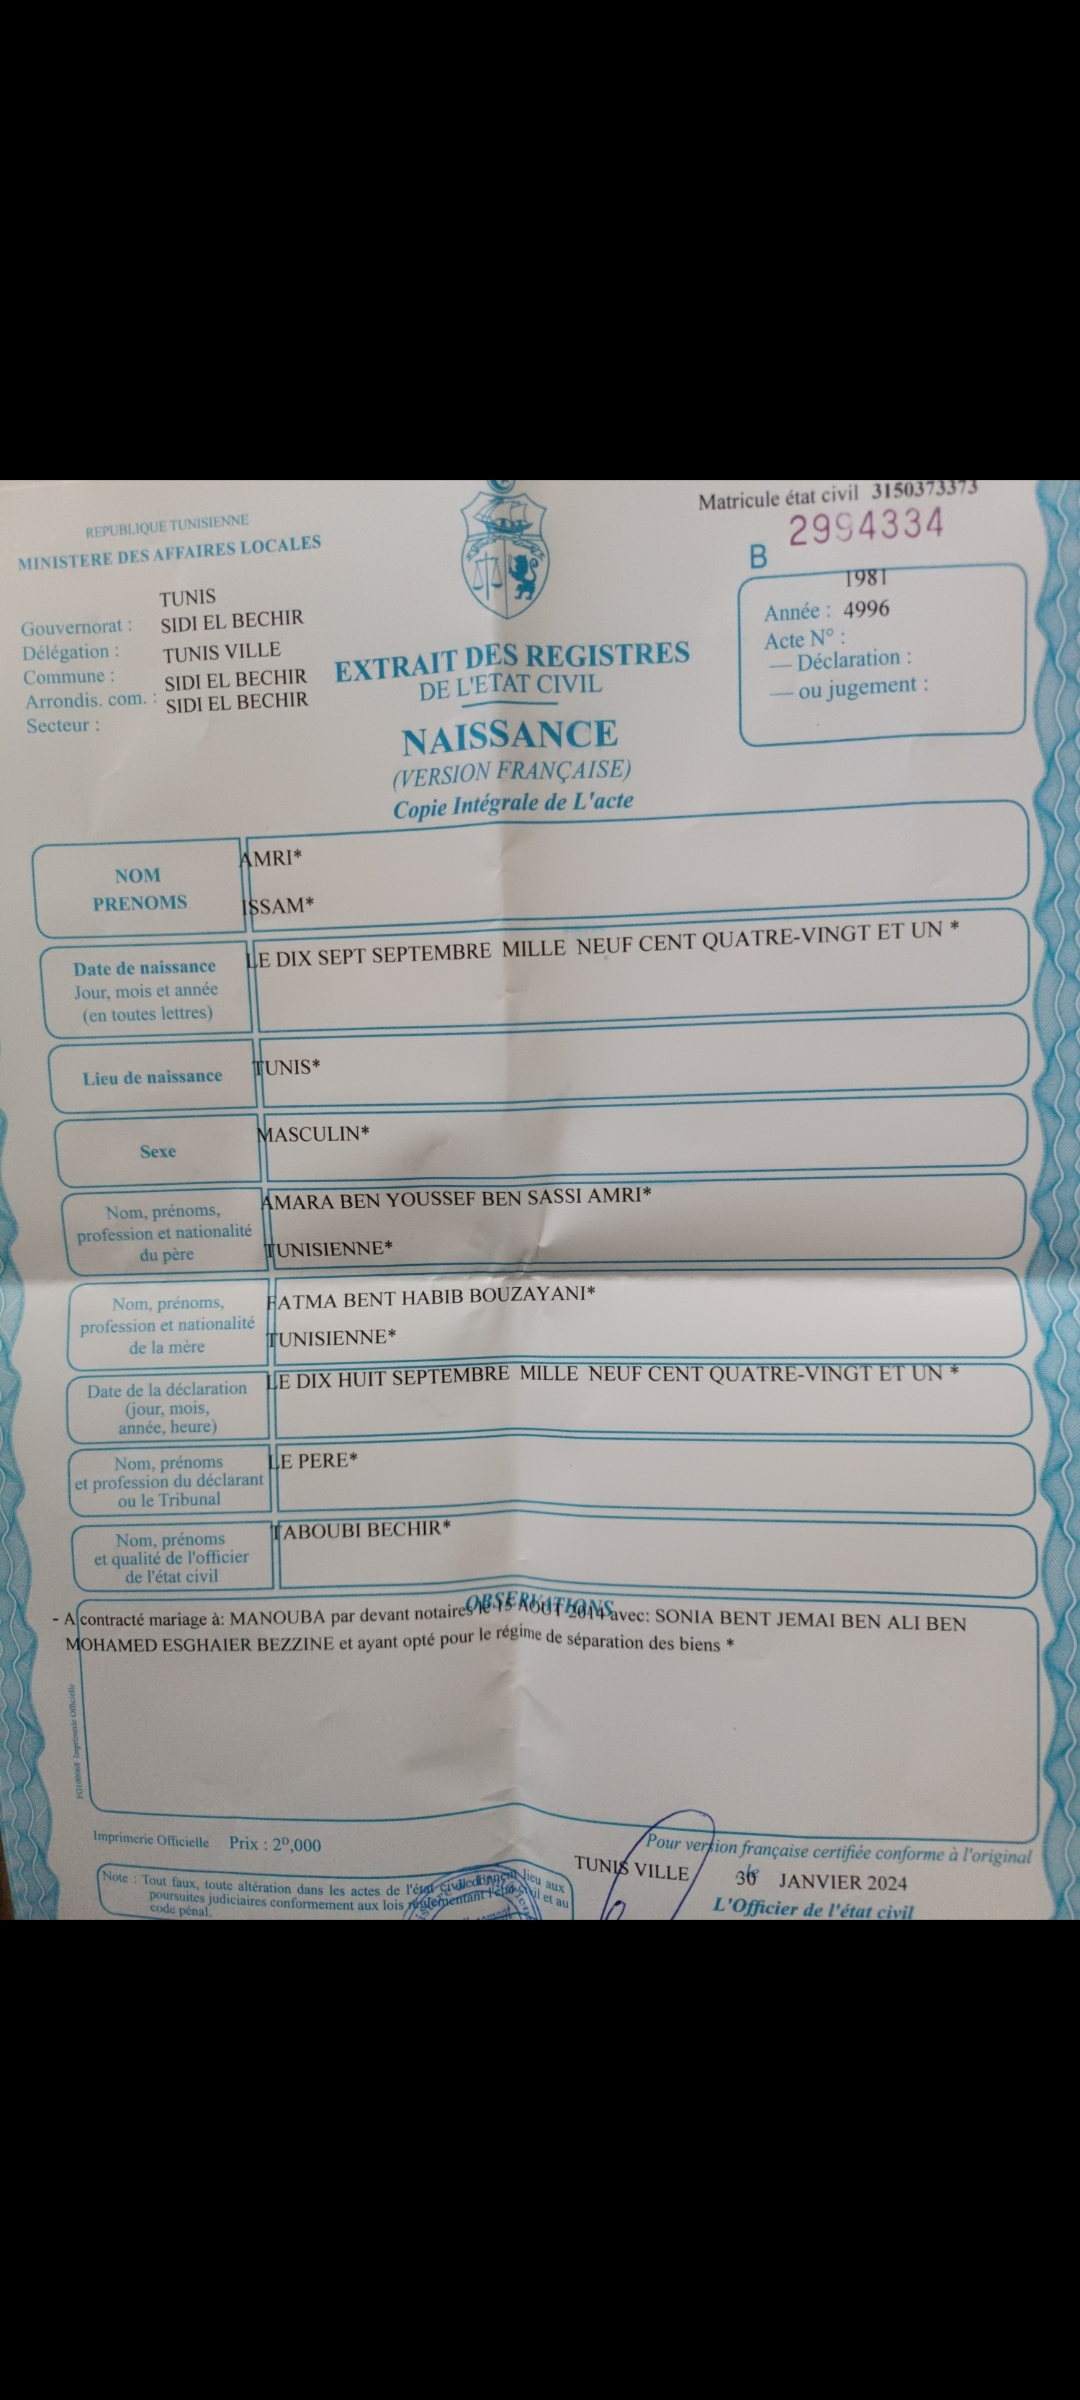 REPUBLIQUE TUNISIENNE
MINISTERE DES AFFAIRES LOCALES
Matricule état civil 3150373373
B 2994334
TUNIS
Gouvernorat : SIDI EL BECHIR
Délégation : TUNIS VILLE
Commune : SIDI EL BECHIR
Arrondis. com. : SIDI EL BECHIR
Secteur :
1981
Année : 4996
Acte N° :
— Déclaration :
— ou jugement :
EXTRAIT DES REGISTRES
DE L'ETAT CIVIL
NAISSANCE
(VERSION FRANÇAISE)
Copie Intégrale de L'acte
NOM
PRENOMS
AMRI*
ISSAM*
Date de naissance
Jour, mois et année
(en toutes lettres)
LE DIX SEPT SEPTEMBRE MILLE NEUF CENT QUATRE-VINGT ET UN *
Lieu de naissance
TUNIS*
Sexe
MASCULIN*
Nom, prénoms,
profession et nationalité
du père
AMARA BEN YOUSSEF BEN SASSI AMRI*
TUNISIENNE*
Nom, prénoms,
profession et nationalité
de la mère
FATMA BENT HABIB BOUZAYANI*
TUNISIENNE*
Date de la déclaration
(jour, mois,
année, heure)
LE DIX HUIT SEPTEMBRE MILLE NEUF CENT QUATRE-VINGT ET UN *
Nom, prénoms
et profession du déclarant
ou le Tribunal
LE PERE*
Nom, prénoms
et qualité de l'officier
de l'état civil
TABOUBI BECHIR*
OBSERVATIONS
- A contracté mariage à: MANOUBA par devant notaires le 15 AOUT 2014 avec: SONIA BENT JEMAI BEN ALI BEN
MOHAMED ESGHAIER BEZZINE et ayant opté pour le régime de séparation des biens *
Imprimerie Officielle
Imprimerie Officielle Prix : 2D,000
Pour version française certifiée conforme à l'original
TUNIS VILLE le 30 JANVIER 2024
L'Officier de l'état civil
Note : Tout faux, toute altération dans les actes de l'état civil donnent lieu aux
poursuites judiciaires conformement aux lois réglementant l'état civil et au
code pénal.